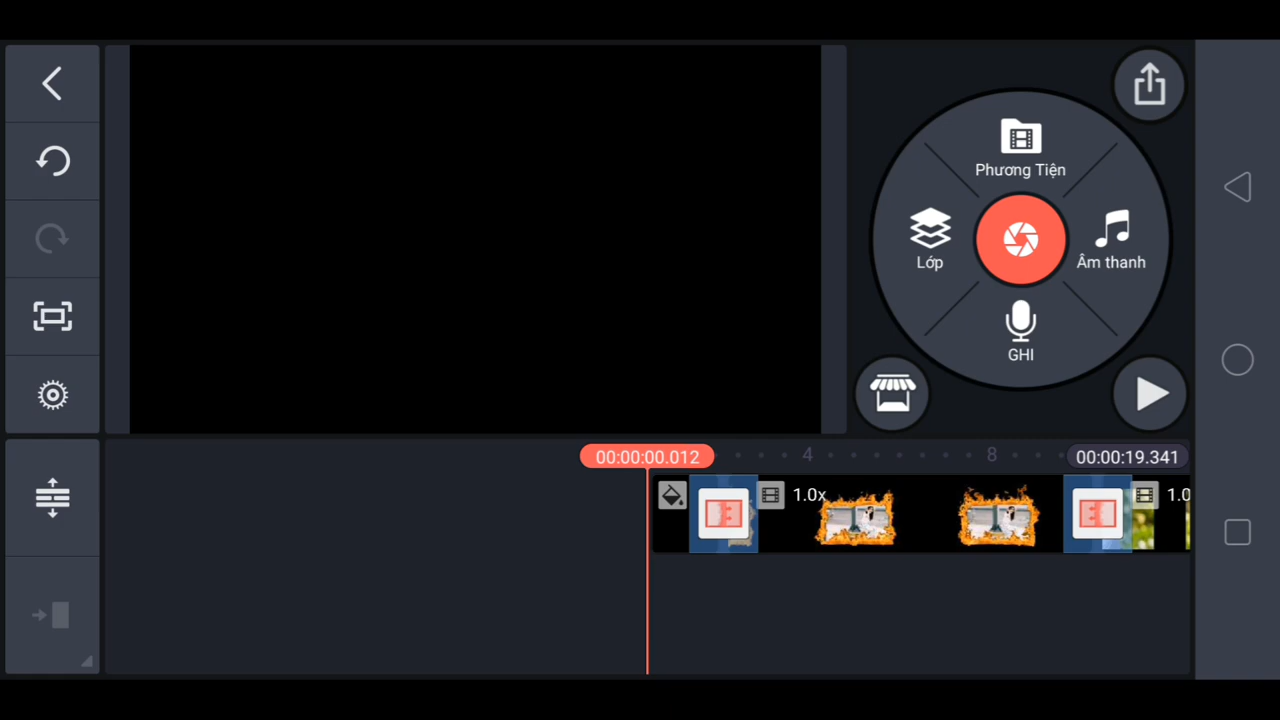 Phương Tiện
Lớp
Âm thanh
GHI
00:00:00.012
4
8
00:00:19.341
1.0x
1.0